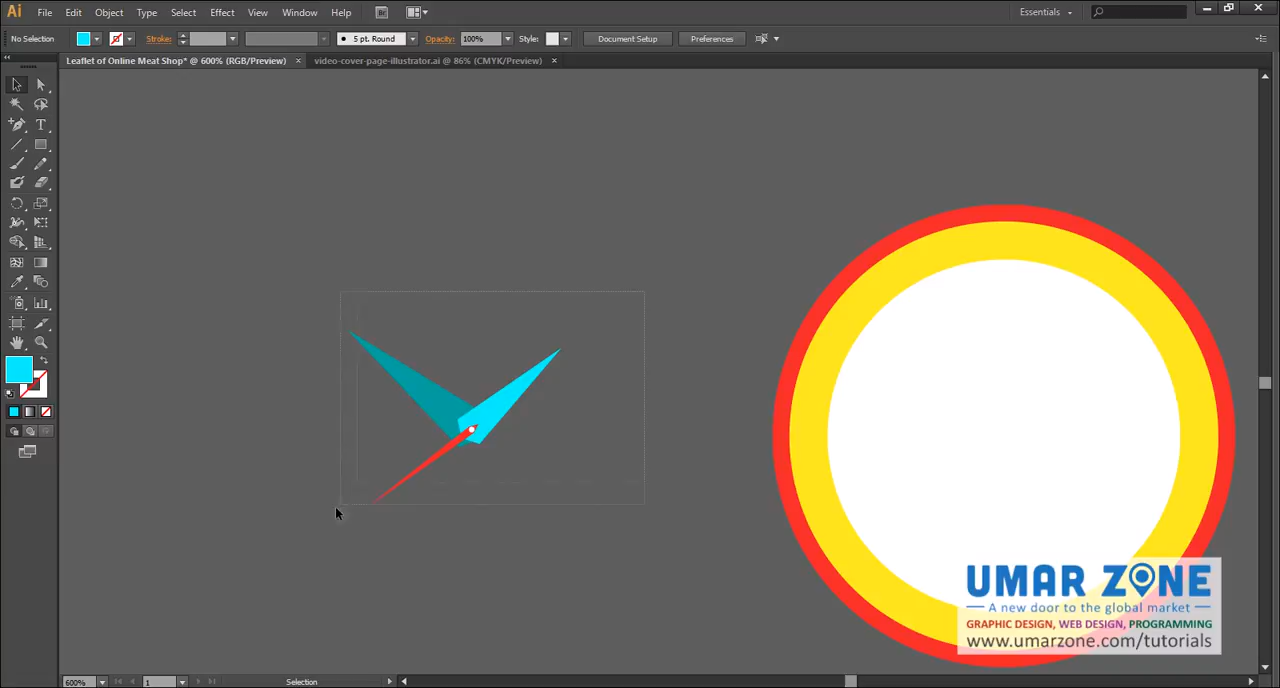 Ai File Edit Object Type Select Effect View Window Help Br Essentials
No Selection Stroke: 5 pt. Round Opacity: 100% Style: Document Setup Preferences
Leaflet of Online Meat Shop* @ 600% (RGB/Preview) × video-cover-page-illustrator.ai @ 86% (CMYK/Preview) ×
T
UMAR ZONE
A new door to the global market
GRAPHIC DESIGN, WEB DESIGN, PROGRAMMING
www.umarzone.com/tutorials
600% 1 Selection